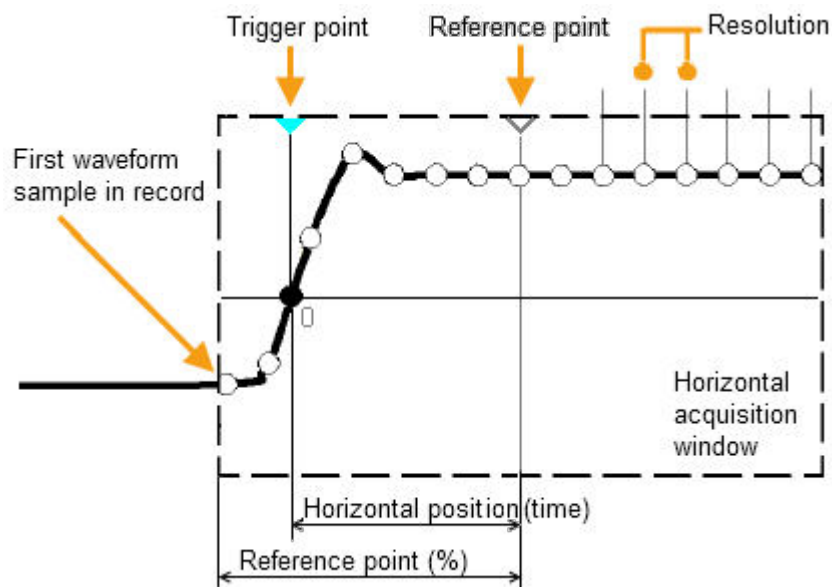 Trigger point
Reference point
Resolution
First waveform
sample in record
0
Horizontal
acquisition
window
Horizontal position (time)
Reference point (%)